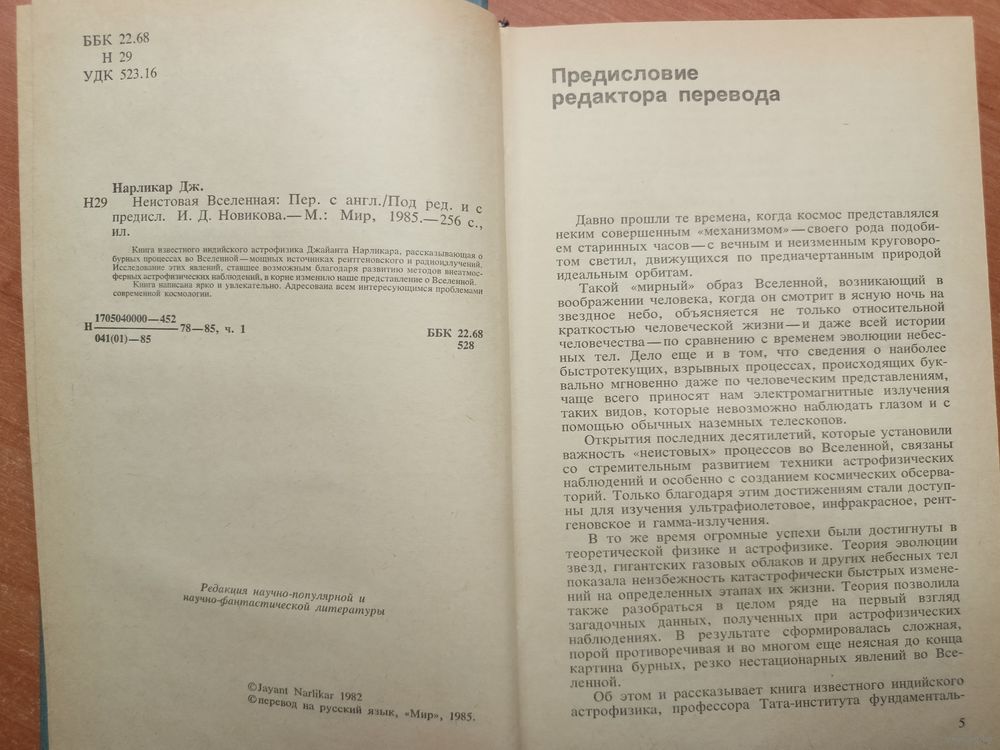 ББК 22.68
Н 29
УДК 523.16
Нарликар Дж.
Н29 Неистовая Вселенная: Пер. с англ./Под ред. и с
предисл. И. Д. Новикова.—М.: Мир, 1985.—256 с.,
ил.
Книга известного индийского астрофизика Джайанта Нарликара, рассказывающая о
бурных процессах во Вселенной—мощных источниках рентгеновского и радиоизлучений.
Исследование этих явлений, ставшее возможным благодаря развитию методов внеатмос-
ферных астрофизических наблюдений, в корне изменило наше представление о Вселенной.
Книга написана ярко и увлекательно. Адресована всем интересующимся проблемами
современной космологии.
1705040000—452
Н 78—85, ч. 1
041(01)—85
ББК 22.68
528
Редакция научно-популярной и
научно-фантастической литературы
©Jayant Narlikar 1982
©перевод на русский язык, «Мир», 1985.
Предисловие
редактора перевода
Давно прошли те времена, когда космос представлялся
неким совершенным «механизмом»—своего рода подоби-
ем старинных часов—с вечным и неизменным круговоро-
том светил, движущихся по предначертанным природой
идеальным орбитам.
Такой «мирный» образ Вселенной, возникающий в
воображении человека, когда он смотрит в ясную ночь на
звездное небо, объясняется не только относительной
краткостью человеческой жизни—и даже всей истории
человечества—по сравнению с временем эволюции небес-
ных тел. Дело еще и в том, что сведения о наиболее
быстротекущих, взрывных процессах, происходящих бук-
вально мгновенно даже по человеческим представлениям,
чаще всего приносят нам электромагнитные излучения
таких видов, которые невозможно наблюдать глазом и с
помощью обычных наземных телескопов.
Открытия последних десятилетий, которые установили
важность «неистовых» процессов во Вселенной, связаны
со стремительным развитием техники астрофизических
наблюдений и особенно с созданием космических обсерва-
торий. Только благодаря этим достижениям стали доступ-
ны для изучения ультрафиолетовое, инфракрасное, рент-
геновское и гамма-излучения.
В то же время огромные успехи были достигнуты в
теоретической физике и астрофизике. Теория эволюции
звезд, гигантских газовых облаков и других небесных тел
показала неизбежность катастрофически быстрых измене-
ний на определенных этапах их жизни. Теория позволила
также разобраться в целом ряде на первый взгляд
загадочных данных, полученных при астрофизических
наблюдениях. В результате сформировалась сложная,
порой противоречивая и во многом еще неясная до конца
картина бурных, резко нестационарных явлений во Все-
ленной.
Об этом и рассказывает книга известного индийского
астрофизика, профессора Тата-института фундаменталь-
5